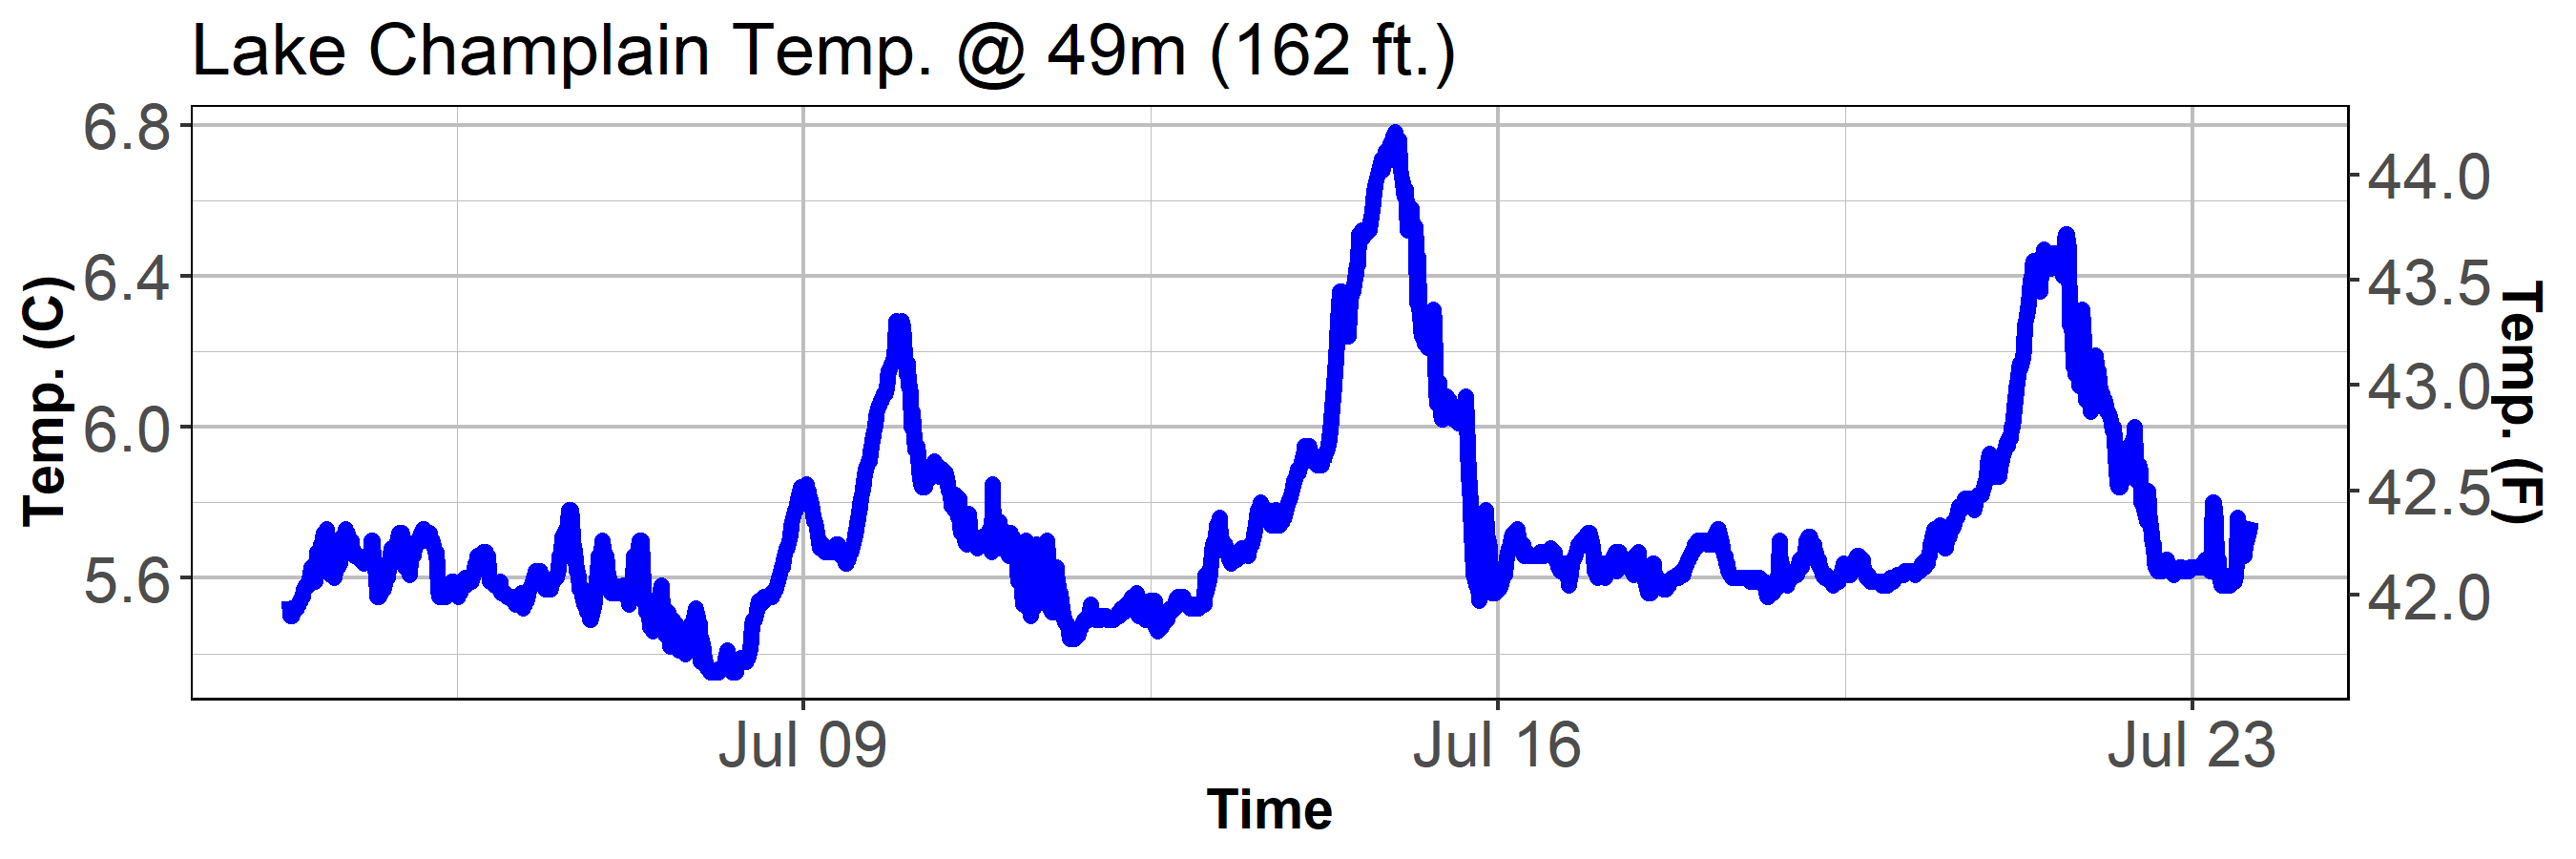 Lake Champlain Temp. @ 49m (162 ft.)
6.8
6.4
6.0
5.6
Temp. (C)
44.0
43.5
43.0
42.5
42.0
Temp. (F)
Jul 09 Jul 16 Jul 23
Time